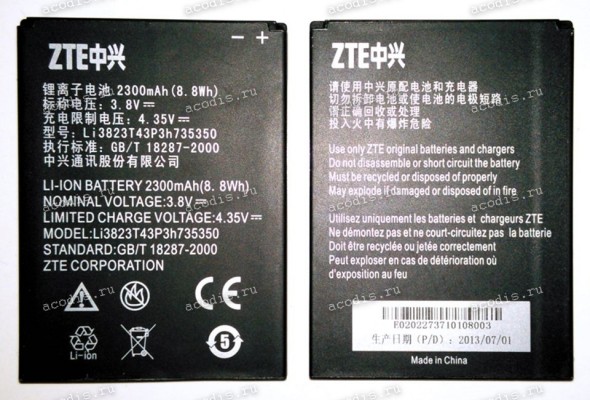 ZTE中兴
锂离子电池 2300mAh(8.8Wh)
标称电压: 3.8V⎓
充电限制电压: 4.35V⎓
型号: Li3823T43P3h735350
执行标准: GB/T 18287-2000
中兴通讯股份有限公司
LI-ION BATTERY 2300mAh(8.8Wh)
NOMINAL VOLTAGE:3.8V⎓
LIMITED CHARGE VOLTAGE:4.35V⎓
MODEL:Li3823T43P3h735350
STANDARD:GB/T 18287-2000
ZTE CORPORATION
CE
Li-ion
5
ZTE中兴
请使用中兴原配电池和充电器
切勿拆卸电池或使电池的电极短路
请正确回收或处理
投入火中有爆炸危险
Use only ZTE original batteries and chargers
Do not disassemble or short circuit the battery
Must be recycled or disposed of properly
May explode if damaged or disposed of in fire
Utilisez uniquement les batteries et chargeurs ZTE
Ne démontez pas et ne court-circuitez pas la batterie
Doit être recyclée ou jetée correctement
Peut exploser en cas de détérioration où
d'exposition au feu
E0202273710108003
生产日期 (P/D): 2013/07/01
Made in China
acodis.ru